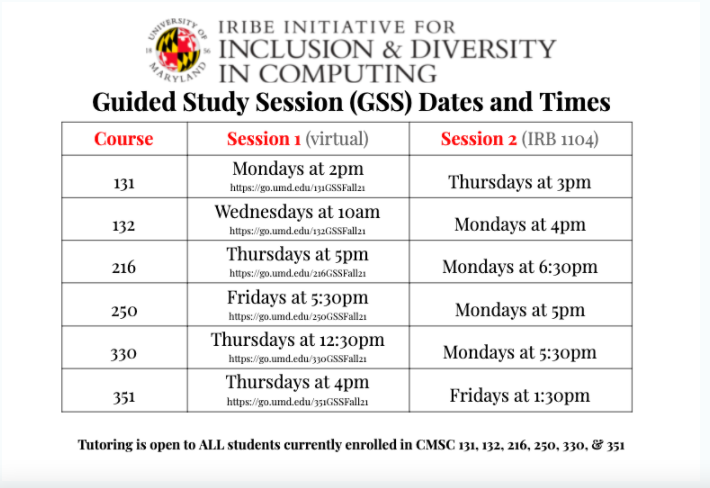 UNIVERSITY OF
18 56
MARYLAND
IRIBE INITIATIVE FOR
INCLUSION & DIVERSITY
IN COMPUTING
Guided Study Session (GSS) Dates and Times
Course Session 1 (virtual) Session 2 (IRB 1104)
131 Mondays at 2pm Thursdays at 3pm
https://go.umd.edu/131GSSFall21
132 Wednesdays at 10am Mondays at 4pm
https://go.umd.edu/132GSSFall21
216 Thursdays at 5pm Mondays at 6:30pm
https://go.umd.edu/216GSSFall21
250 Fridays at 5:30pm Mondays at 5pm
https://go.umd.edu/250GSSFall21
330 Thursdays at 12:30pm Mondays at 5:30pm
https://go.umd.edu/330GSSFall21
351 Thursdays at 4pm Fridays at 1:30pm
https://go.umd.edu/351GSSFall21
Tutoring is open to ALL students currently enrolled in CMSC 131, 132, 216, 250, 330, & 351